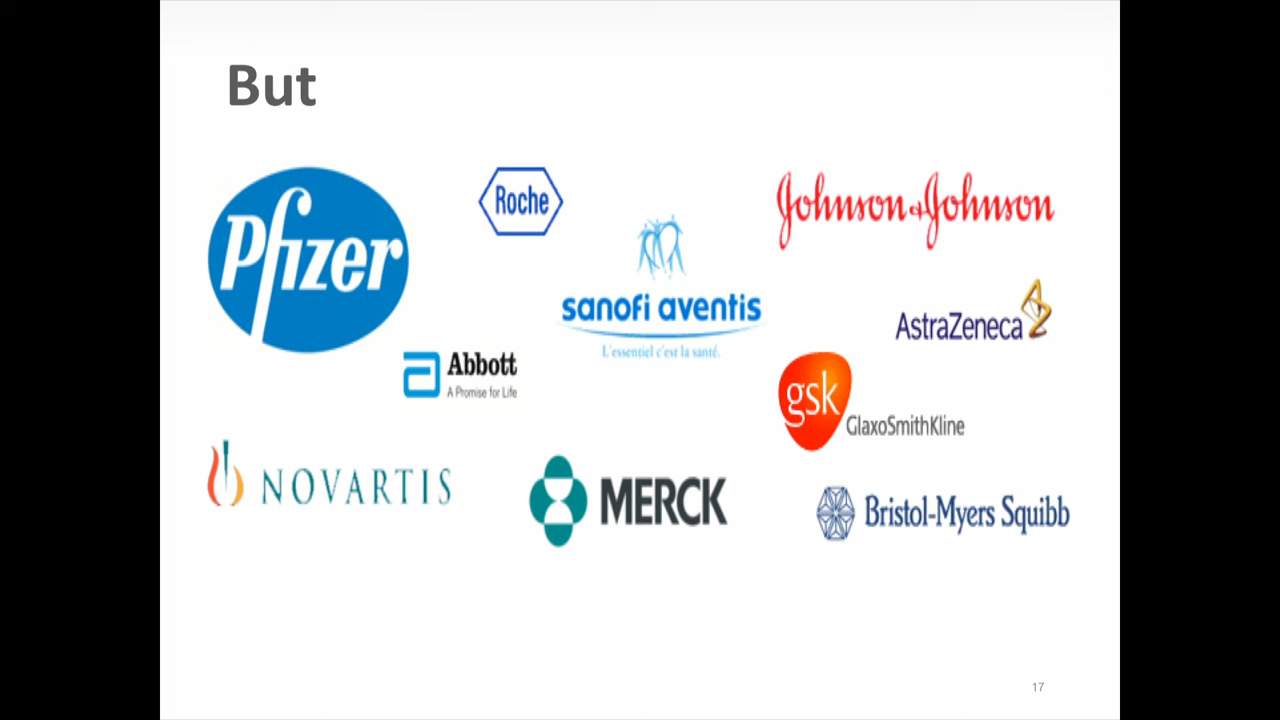 But
Pfizer
Roche
Johnson & Johnson
sanofi aventis
L'essentiel c'est la santé.
AstraZeneca
Abbott
A Promise for Life
gsk
GlaxoSmithKline
NOVARTIS
MERCK
Bristol-Myers Squibb
17